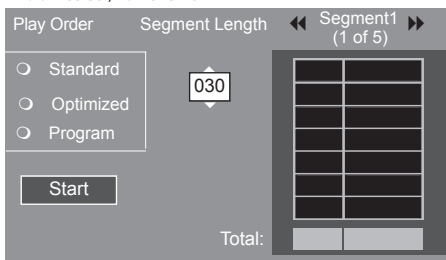 Play Order Segment Length Segment1
(1 of 5)
Standard
030
Optimized
Program
Start
Total: